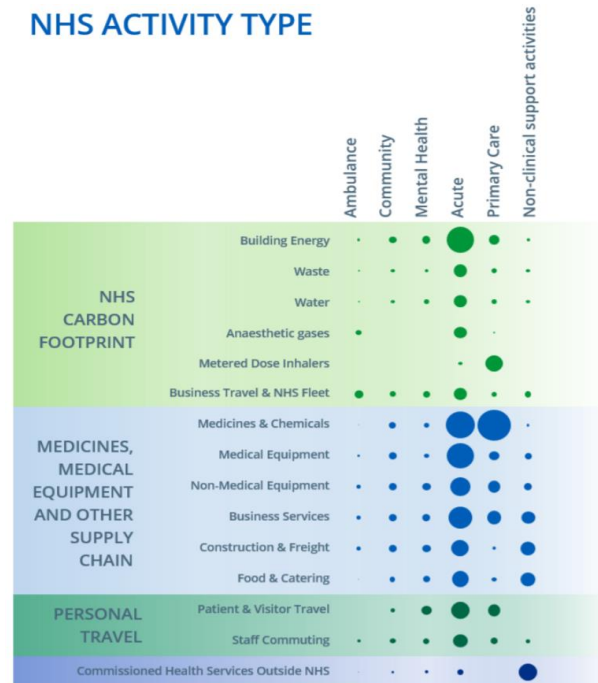 NHS ACTIVITY TYPE
Ambulance
Community
Mental Health
Acute
Primary Care
Non-clinical support activities
NHS
CARBON
FOOTPRINT
Building Energy
Waste
Water
Anaesthetic gases
Metered Dose Inhalers
Business Travel & NHS Fleet
MEDICINES,
MEDICAL
EQUIPMENT
AND OTHER
SUPPLY
CHAIN
Medicines & Chemicals
Medical Equipment
Non-Medical Equipment
Business Services
Construction & Freight
Food & Catering
PERSONAL
TRAVEL
Patient & Visitor Travel
Staff Commuting
Commissioned Health Services Outside NHS